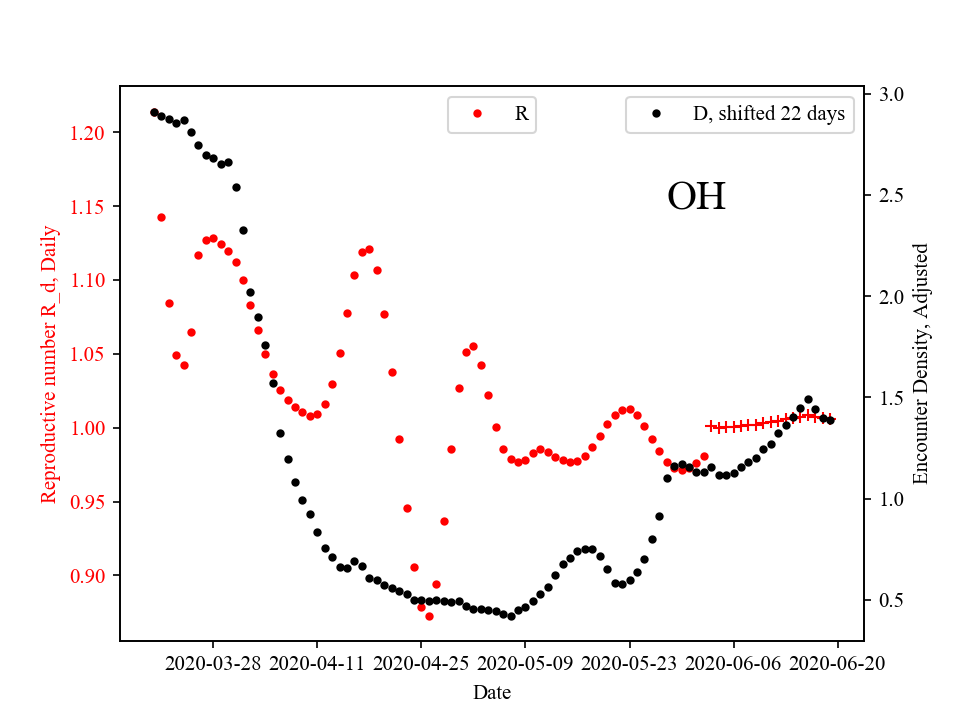 R
D, shifted 22 days
OH
Reproductive number R_d, Daily
1.20
1.15
1.10
1.05
1.00
0.95
0.90
3.0
2.5
2.0
1.5
1.0
0.5
Encounter Density, Adjusted
2020-03-28 2020-04-11 2020-04-25 2020-05-09 2020-05-23 2020-06-06 2020-06-20
Date